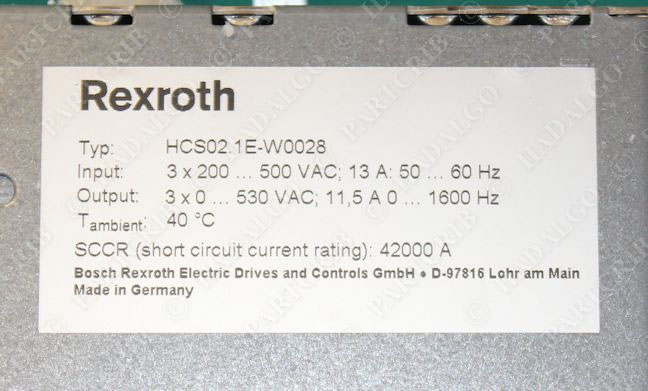 Rexroth
Typ: HCS02.1E-W0028
Input: 3 x 200 ... 500 VAC; 13 A: 50 ... 60 Hz
Output: 3 x 0 ... 530 VAC; 11,5 A 0 ... 1600 Hz
Tambient: 40 °C
SCCR (short circuit current rating): 42000 A
Bosch Rexroth Electric Drives and Controls GmbH • D-97816 Lohr am Main
Made in Germany
© HADALGO
PARTCRIB